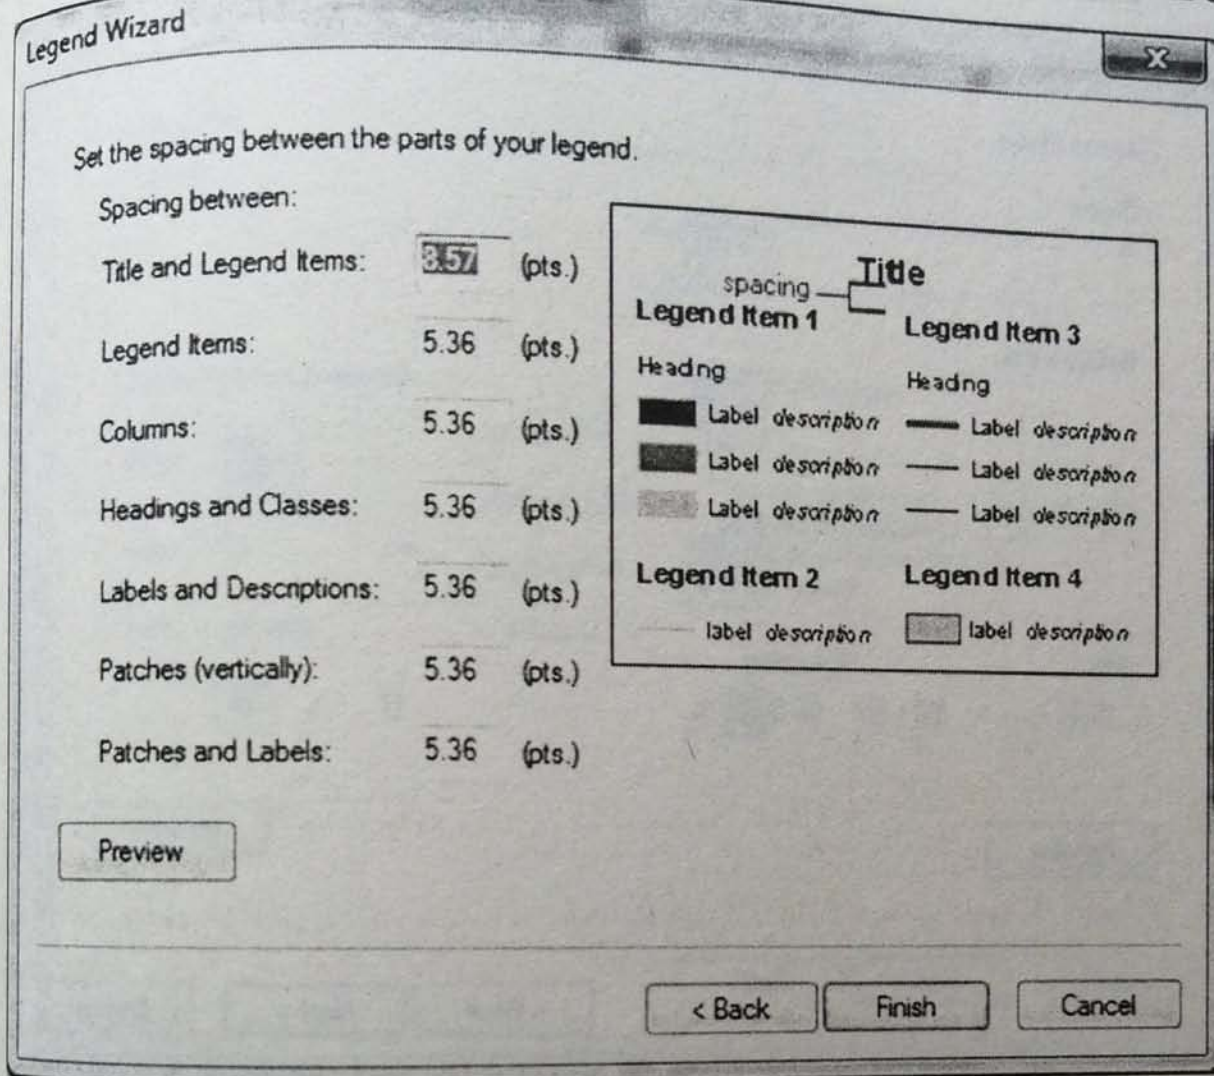 Legend Wizard
x
Set the spacing between the parts of your legend.
Spacing between:
Title and Legend Items: 8.57 (pts.)
Legend Items: 5.36 (pts.)
Columns: 5.36 (pts.)
Headings and Classes: 5.36 (pts.)
Labels and Descriptions: 5.36 (pts.)
Patches (vertically): 5.36 (pts.)
Patches and Labels: 5.36 (pts.)
Preview
Title
spacing
Legend Item 1
Heading
Label description
Label description
Label description
Legend Item 2
label description
Legend Item 3
Heading
Label description
Label description
Label description
Legend Item 4
label description
< Back Finish Cancel